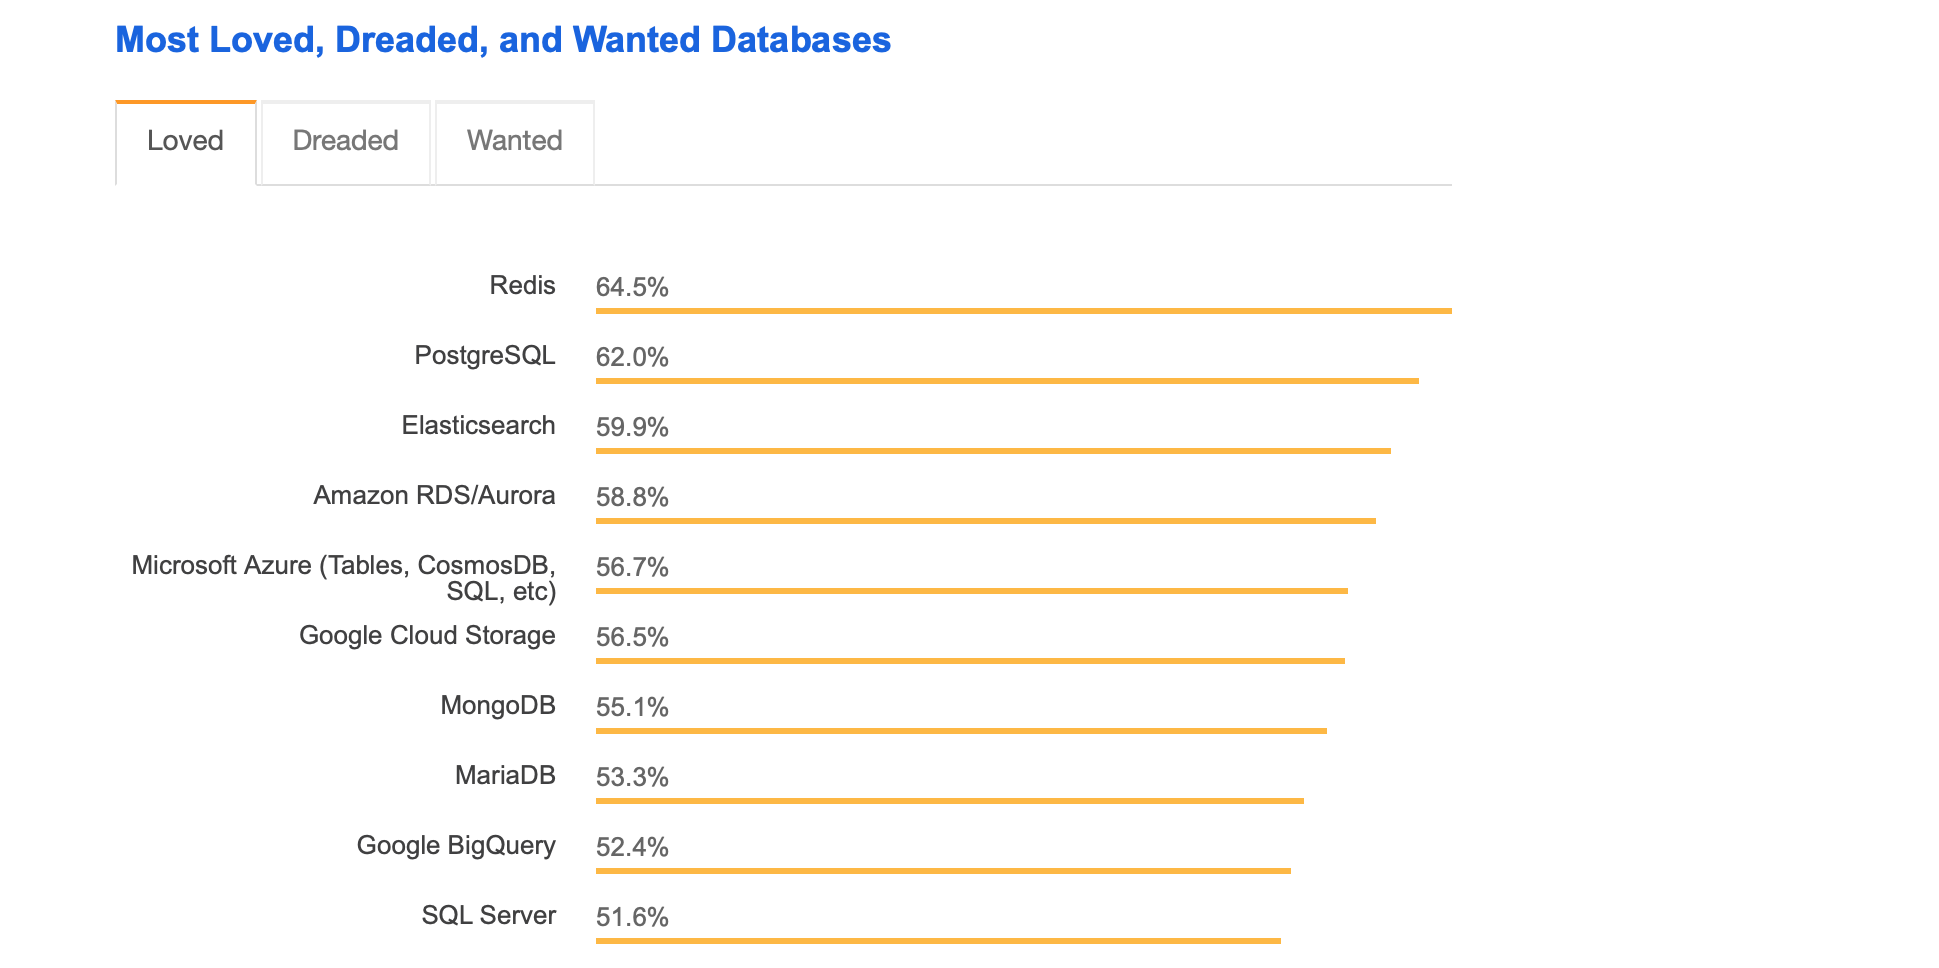 Most Loved, Dreaded, and Wanted Databases
Loved
Dreaded
Wanted
Redis 64.5%
PostgreSQL 62.0%
Elasticsearch 59.9%
Amazon RDS/Aurora 58.8%
Microsoft Azure (Tables, CosmosDB, 56.7%
SQL, etc)
Google Cloud Storage 56.5%
MongoDB 55.1%
MariaDB 53.3%
Google BigQuery 52.4%
SQL Server 51.6%